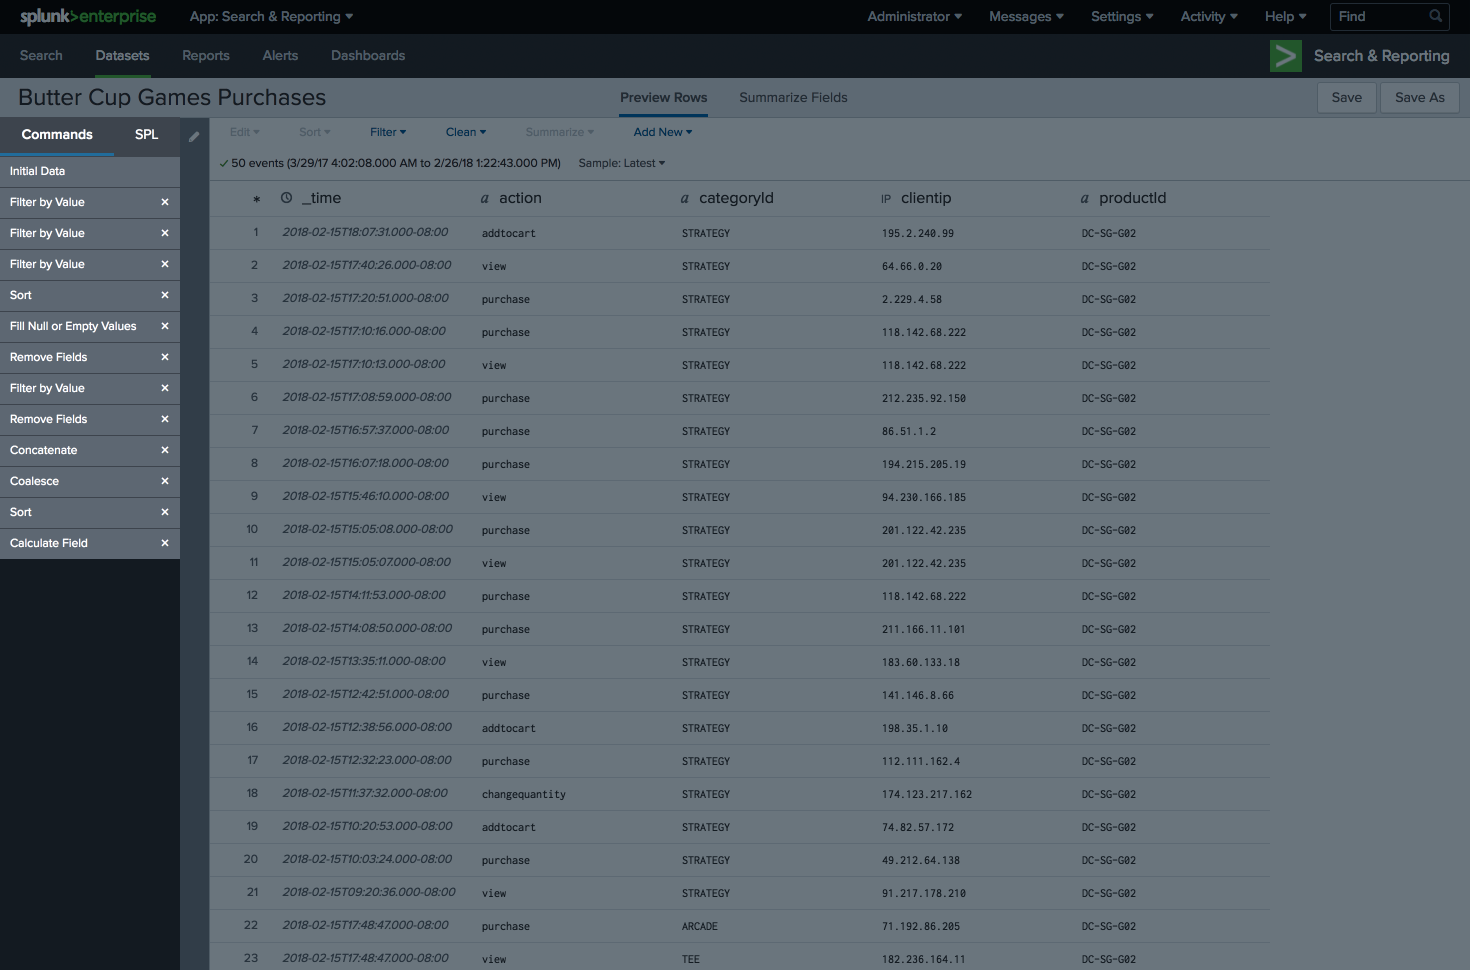 splunk>enterprise App: Search & Reporting Administrator Messages Settings Activity Help Find
Search Datasets Reports Alerts Dashboards Search & Reporting
Butter Cup Games Purchases Preview Rows Summarize Fields Save Save As
Commands SPL Edit Sort Filter Clean Summarize Add New
50 events (3/29/17 4:02:08.000 AM to 2/26/18 1:22:43.000 PM) Sample: Latest
Initial Data
Filter by Value
Filter by Value
Filter by Value
Sort
Fill Null or Empty Values
Remove Fields
Filter by Value
Remove Fields
Concatenate
Coalesce
Sort
Calculate Field
* _time a action a categoryId IP clientip a productId
1 2018-02-15T18:07:31.000-08:00 addtocart STRATEGY 195.2.240.99 DC-SG-G02
2 2018-02-15T17:40:26.000-08:00 view STRATEGY 64.66.0.20 DC-SG-G02
3 2018-02-15T17:20:51.000-08:00 purchase STRATEGY 2.229.4.58 DC-SG-G02
4 2018-02-15T17:10:16.000-08:00 purchase STRATEGY 118.142.68.222 DC-SG-G02
5 2018-02-15T17:10:13.000-08:00 view STRATEGY 118.142.68.222 DC-SG-G02
6 2018-02-15T17:08:59.000-08:00 purchase STRATEGY 212.235.92.150 DC-SG-G02
7 2018-02-15T16:57:37.000-08:00 purchase STRATEGY 86.51.1.2 DC-SG-G02
8 2018-02-15T16:07:18.000-08:00 purchase STRATEGY 194.215.205.19 DC-SG-G02
9 2018-02-15T15:46:10.000-08:00 view STRATEGY 94.230.166.185 DC-SG-G02
10 2018-02-15T15:05:08.000-08:00 purchase STRATEGY 201.122.42.235 DC-SG-G02
11 2018-02-15T15:05:07.000-08:00 view STRATEGY 201.122.42.235 DC-SG-G02
12 2018-02-15T14:11:53.000-08:00 purchase STRATEGY 118.142.68.222 DC-SG-G02
13 2018-02-15T14:08:50.000-08:00 purchase STRATEGY 211.166.11.101 DC-SG-G02
14 2018-02-15T13:35:11.000-08:00 view STRATEGY 183.60.133.18 DC-SG-G02
15 2018-02-15T12:42:51.000-08:00 purchase STRATEGY 141.146.8.66 DC-SG-G02
16 2018-02-15T12:38:56.000-08:00 addtocart STRATEGY 198.35.1.10 DC-SG-G02
17 2018-02-15T12:32:23.000-08:00 purchase STRATEGY 112.111.162.4 DC-SG-G02
18 2018-02-15T11:37:32.000-08:00 changequantity STRATEGY 174.123.217.162 DC-SG-G02
19 2018-02-15T10:20:53.000-08:00 addtocart STRATEGY 74.82.57.172 DC-SG-G02
20 2018-02-15T10:03:24.000-08:00 purchase STRATEGY 49.212.64.138 DC-SG-G02
21 2018-02-15T09:20:36.000-08:00 view STRATEGY 91.217.178.210 DC-SG-G02
22 2018-02-15T17:48:47.000-08:00 purchase ARCADE 71.192.86.205 DC-SG-G02
23 2018-02-15T17:48:47.000-08:00 view TEE 182.236.164.11 DC-SG-G02